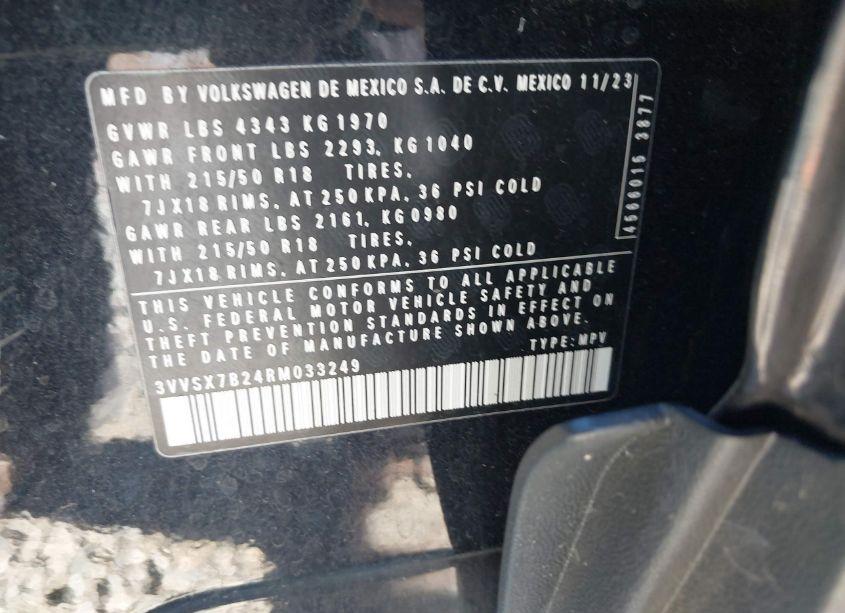 MFD BY VOLKSWAGEN DE MEXICO S.A. DE C.V. MEXICO 11/23
GVWR LBS 4343 KG 1970
GAWR FRONT LBS 2293, KG 1040
WITH 215/50 R18 TIRES,
7JX18 RIMS, AT 250 KPA, 36 PSI COLD
GAWR REAR LBS 2161, KG 0980
WITH 215/50 R18 TIRES,
7JX18 RIMS, AT 250 KPA, 36 PSI COLD
THIS VEHICLE CONFORMS TO ALL APPLICABLE
U.S. FEDERAL MOTOR VEHICLE SAFETY AND
THEFT PREVENTION STANDARDS IN EFFECT ON
THE DATE OF MANUFACTURE SHOWN ABOVE.
TYPE: MPV
3VVSX7B24RM033249
4566016 3877